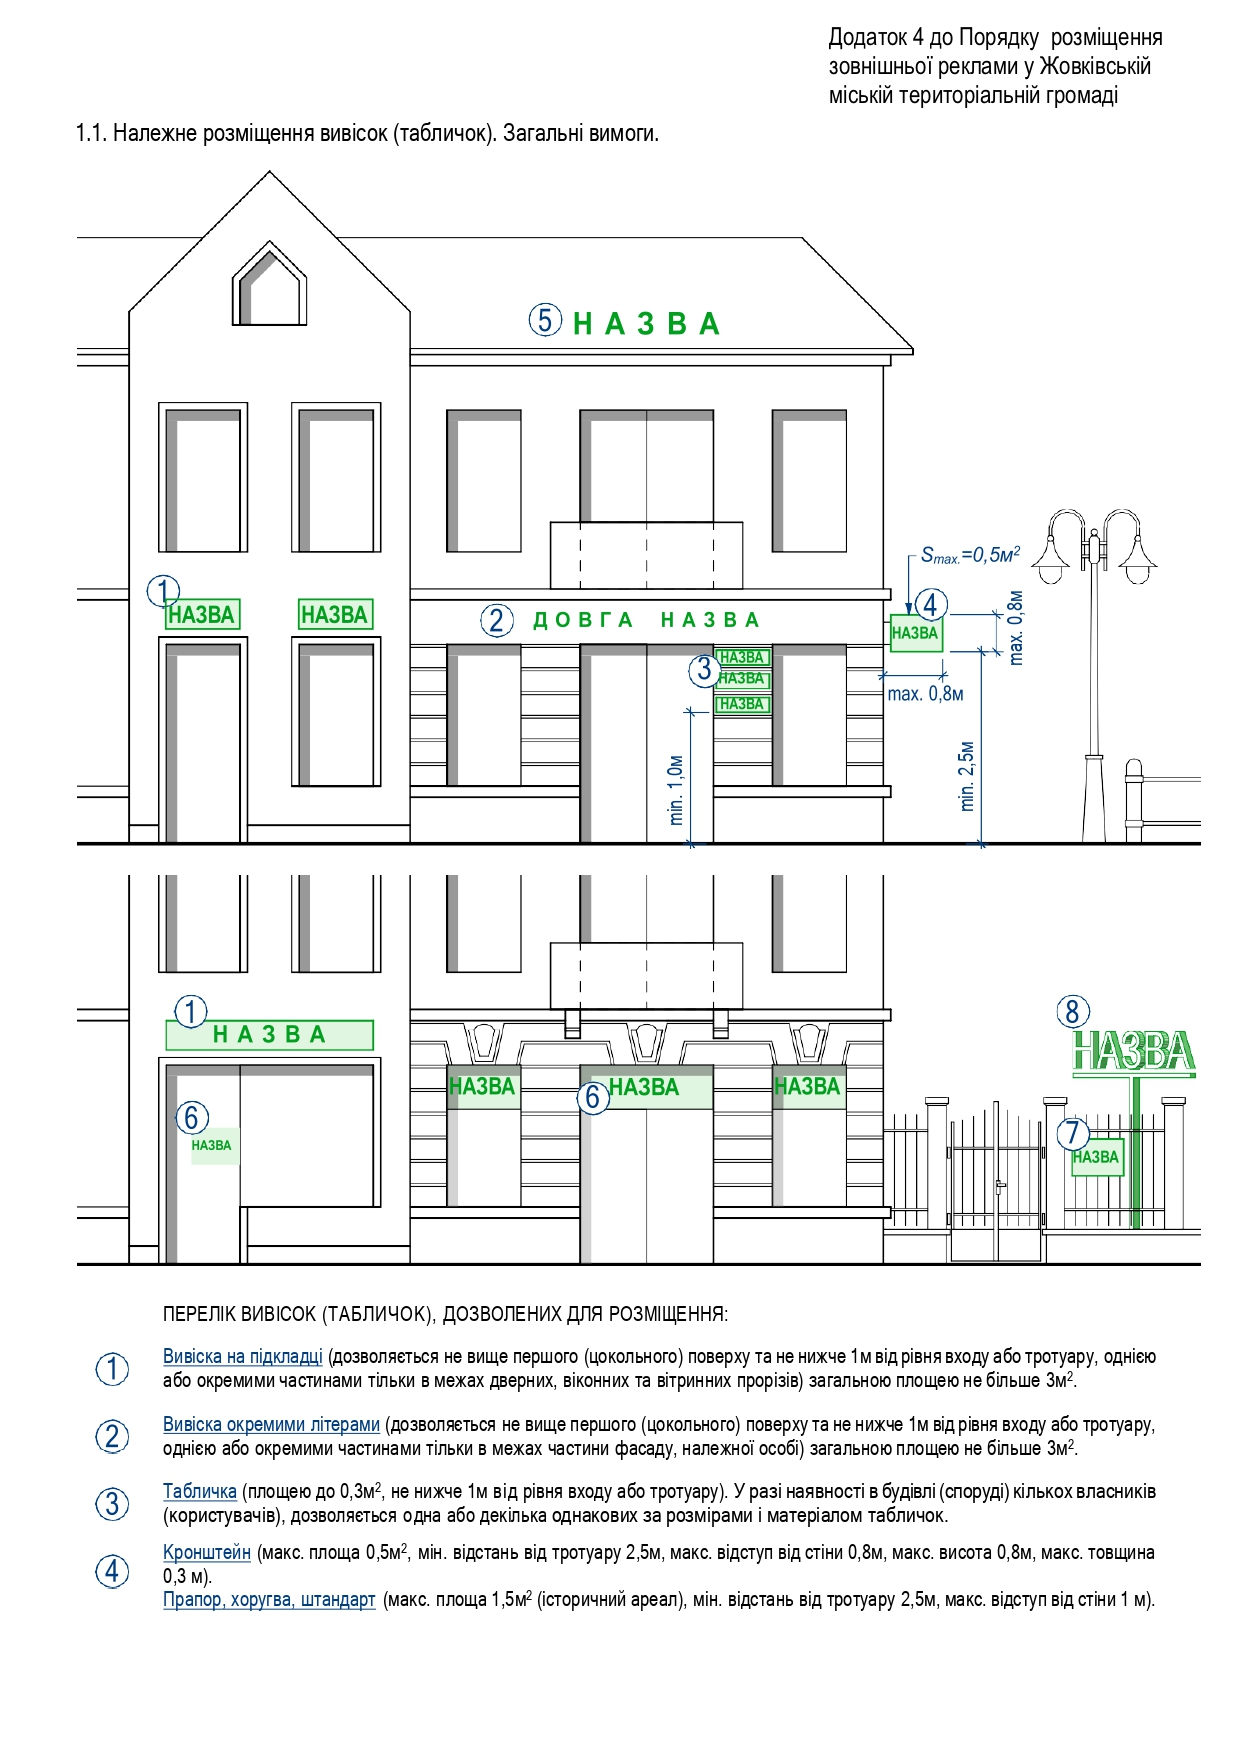 Додаток 4 до Порядку розміщення
зовнішньої реклами у Жовківській
міській територіальній громаді
1.1. Належне розміщення вивісок (табличок). Загальні вимоги.
5 НАЗВА
Smax.=0,5м²
1
НАЗВА
НАЗВА
2 ДОВГА НАЗВА
3
НАЗВА
НАЗВА
НАЗВА
4
НАЗВА
max. 0,8м
max. 0,8м
min. 1,0м
min. 2,5м
1
НАЗВА
8
НАЗВА
НАЗВА
6 НАЗВА
НАЗВА
6
НАЗВА
7
НАЗВА
ПЕРЕЛІК ВИВІСОК (ТАБЛИЧОК), ДОЗВОЛЕНИХ ДЛЯ РОЗМІЩЕННЯ:
1
Вивіска на підкладці (дозволяється не вище першого (цокольного) поверху та не нижче 1м від рівня входу або тротуару, однією
або окремими частинами тільки в межах дверних, віконних та вітринних прорізів) загальною площею не більше 3м².
2
Вивіска окремими літерами (дозволяється не вище першого (цокольного) поверху та не нижче 1м від рівня входу або тротуару,
однією або окремими частинами тільки в межах частини фасаду, належної особі) загальною площею не більше 3м².
3
Табличка (площею до 0,3м², не нижче 1м від рівня входу або тротуару). У разі наявності в будівлі (споруді) кількох власників
(користувачів), дозволяється одна або декілька однакових за розмірами і матеріалом табличок.
4
Кронштейн (макс. площа 0,5м², мін. відстань від тротуару 2,5м, макс. відступ від стіни 0,8м, макс. висота 0,8м, макс. товщина
0,3 м).
Прапор, хоругва, штандарт (макс. площа 1,5м² (історичний ареал), мін. відстань від тротуару 2,5м, макс. відступ від стіни 1 м).